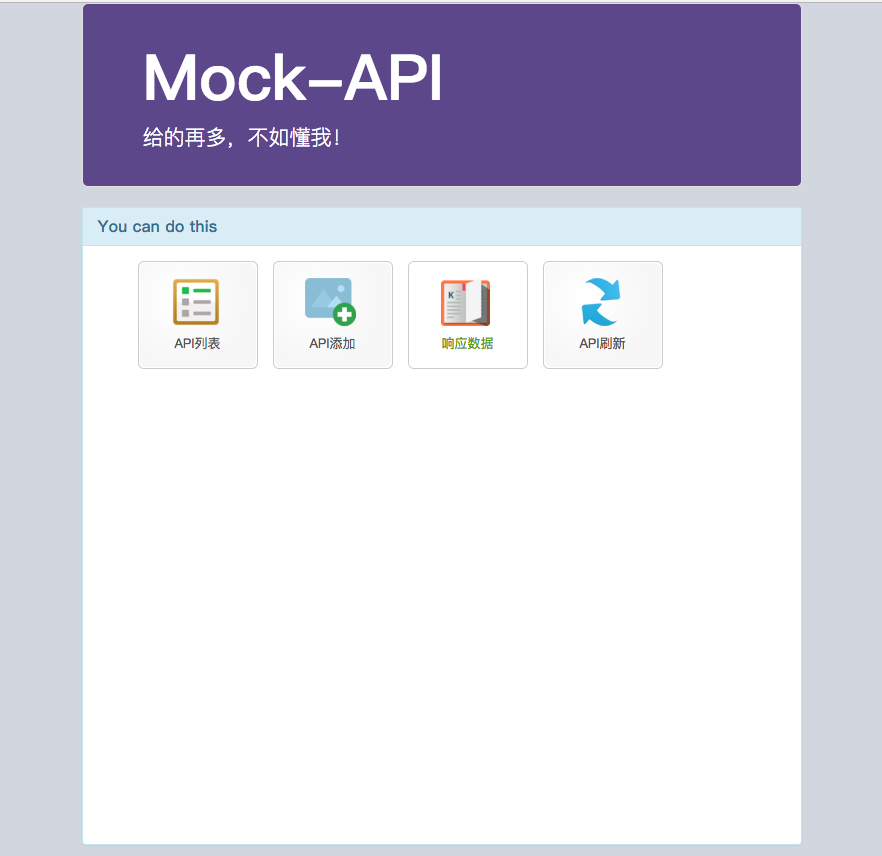 Mock-API
给的再多，不如懂我！
You can do this
K
API列表
API添加
响应数据
API刷新